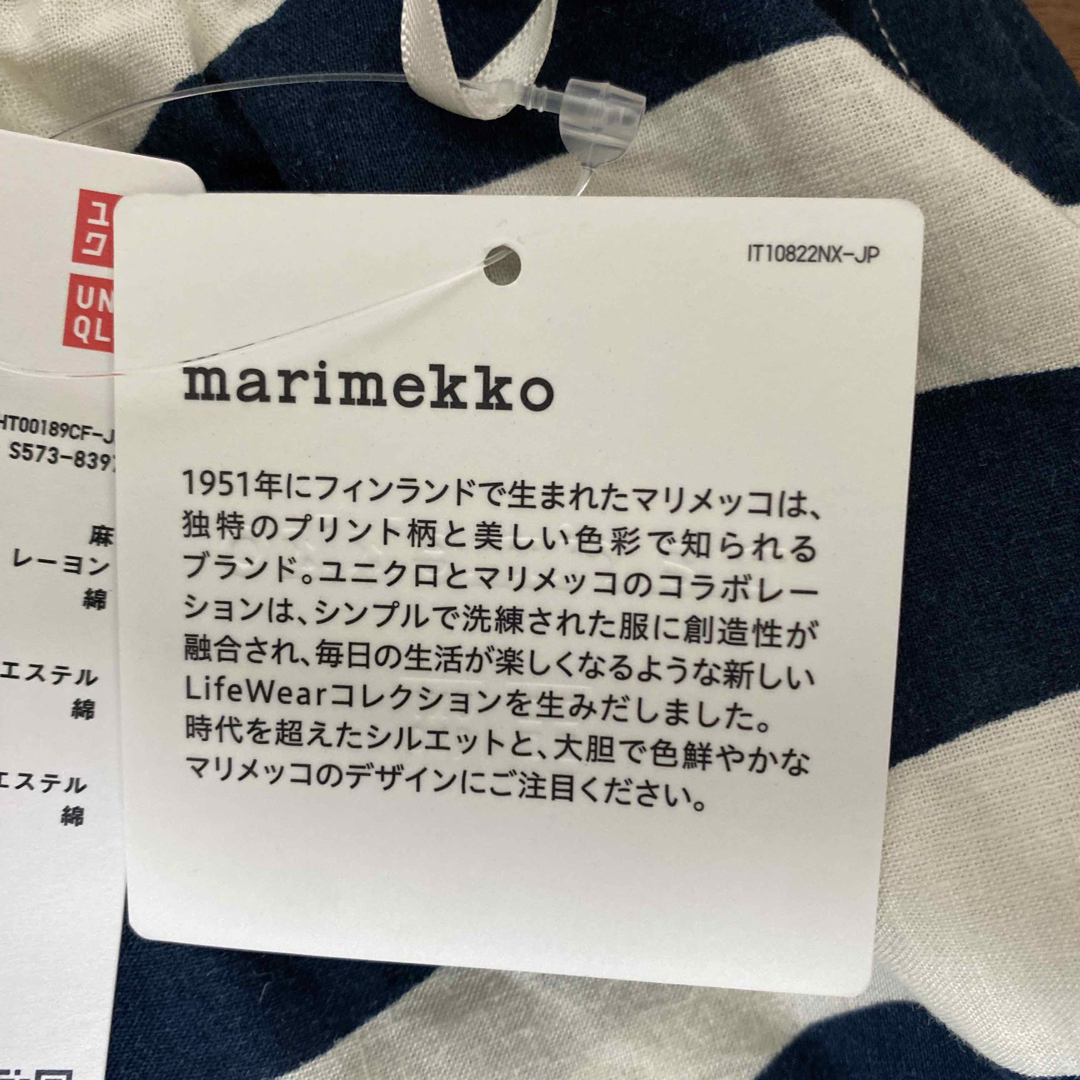 ユ
ク
UN
QL
HT00189CF-J
S573-839
麻
レーヨン
綿
エステル
綿
エステル
綿
IT10822NX-JP
marimekko
1951年にフィンランドで生まれたマリメッコは、
独特のプリント柄と美しい色彩で知られる
ブランド。ユニクロとマリメッコのコラボレー
ションは、シンプルで洗練された服に創造性が
融合され、毎日の生活が楽しくなるような新しい
LifeWearコレクションを生みだしました。
時代を超えたシルエットと、大胆で色鮮やかな
マリメッコのデザインにご注目ください。